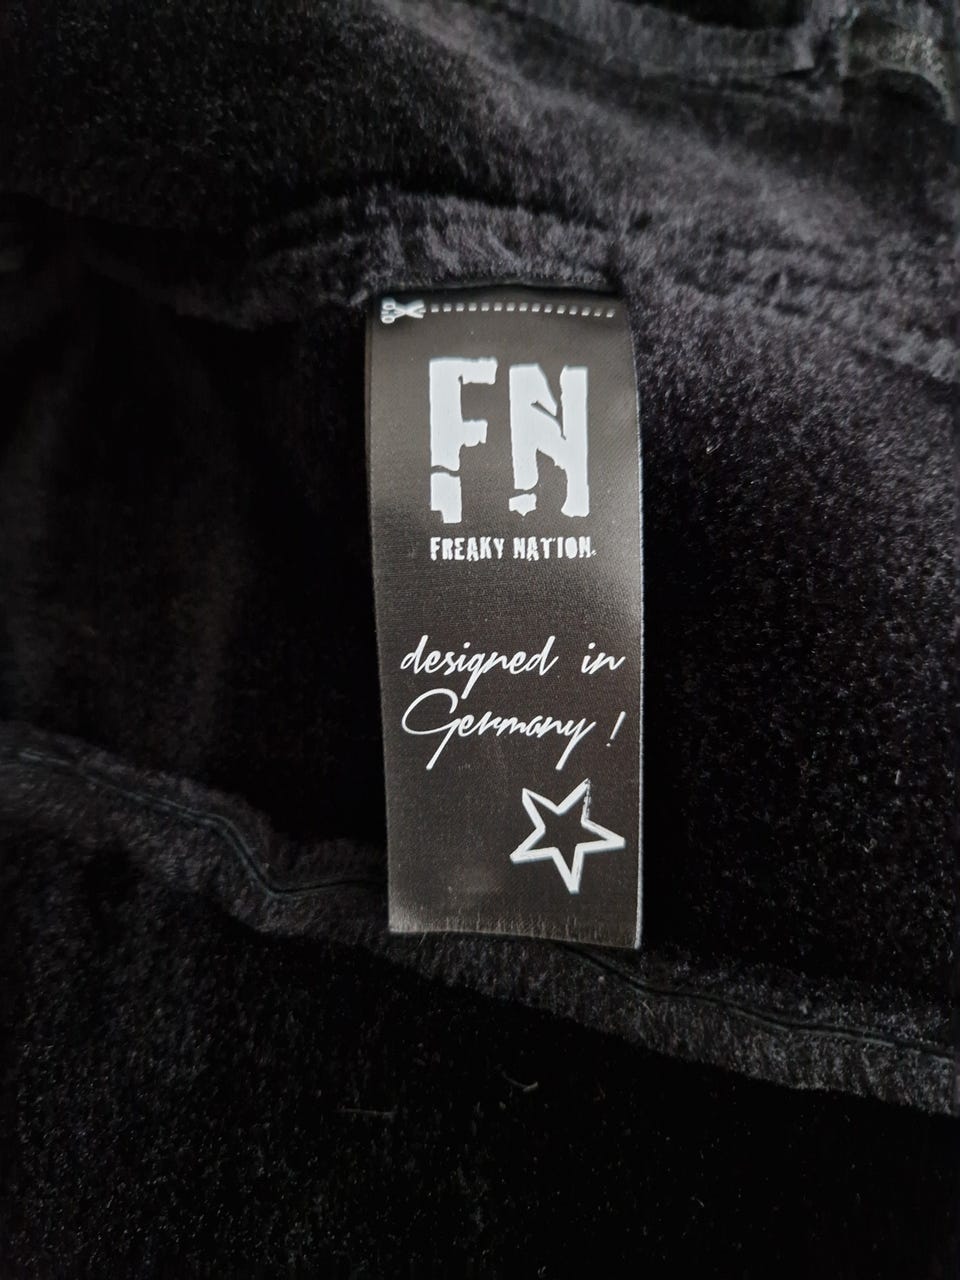 FN
FREAKY NATION
designed in
Germany !